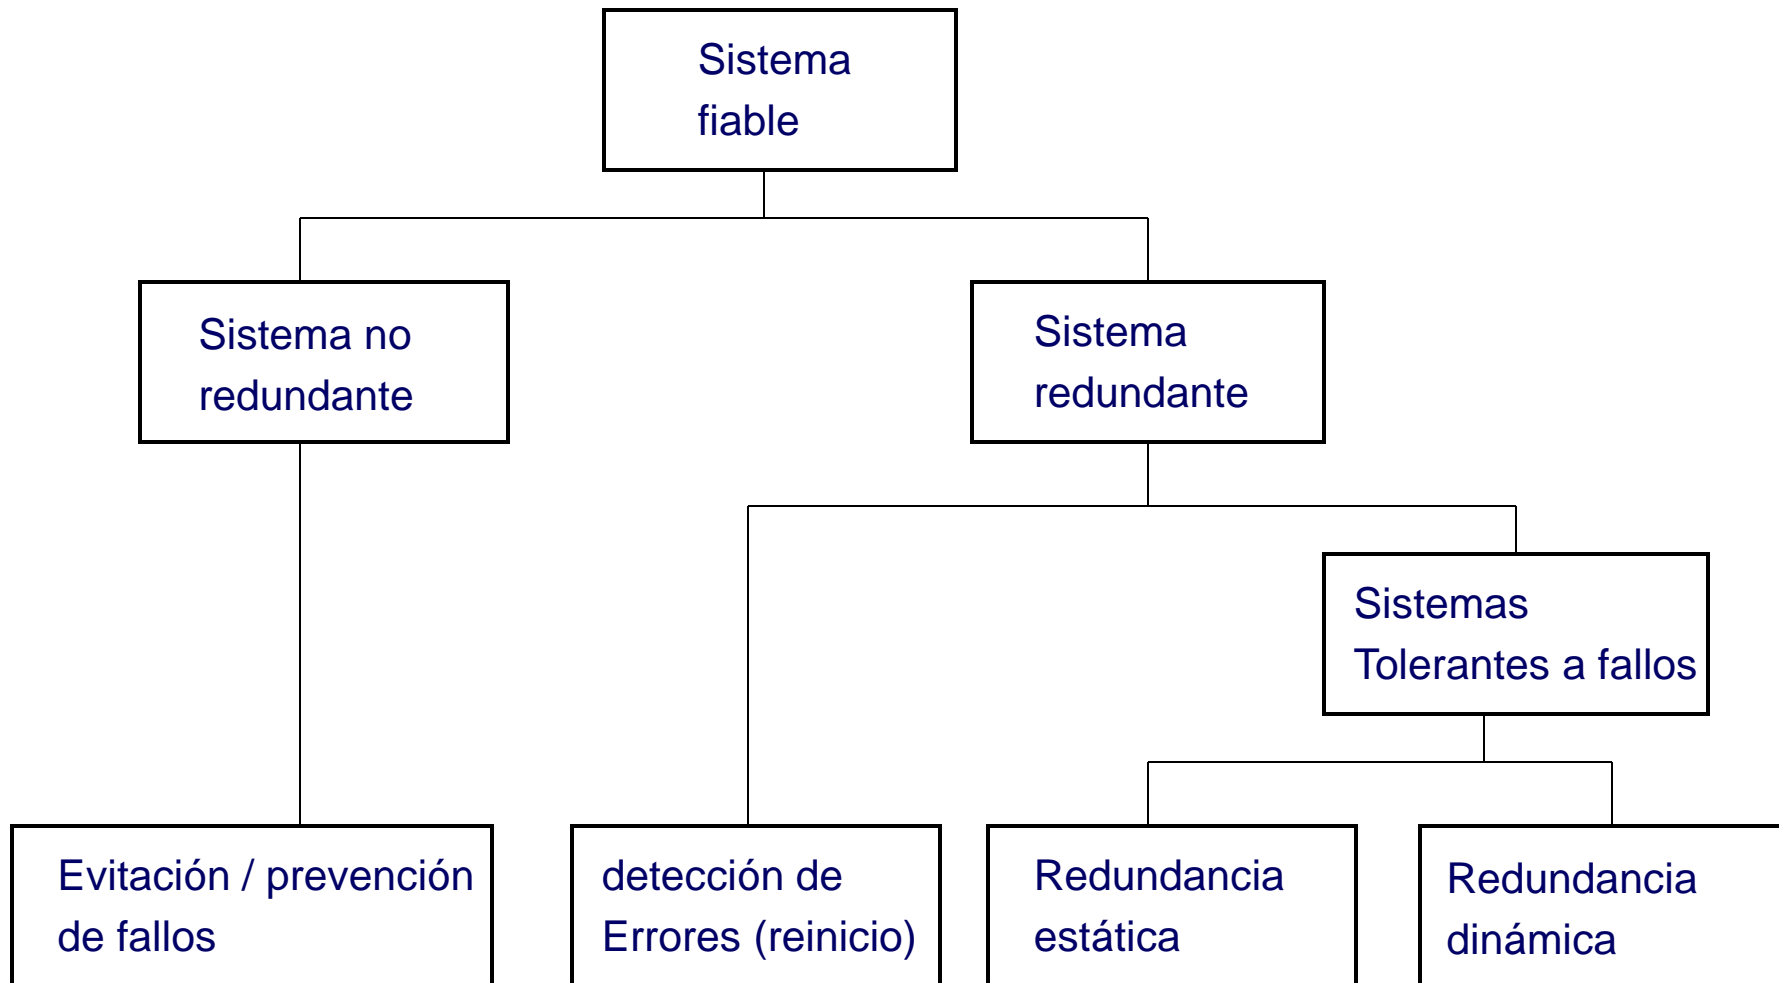 Sistema
fiable
Sistema no
redundante
Sistema
redundante
Sistemas
Tolerantes a fallos
Evitación / prevención
de fallos
detección de
Errores (reinicio)
Redundancia
estática
Redundancia
dinámica